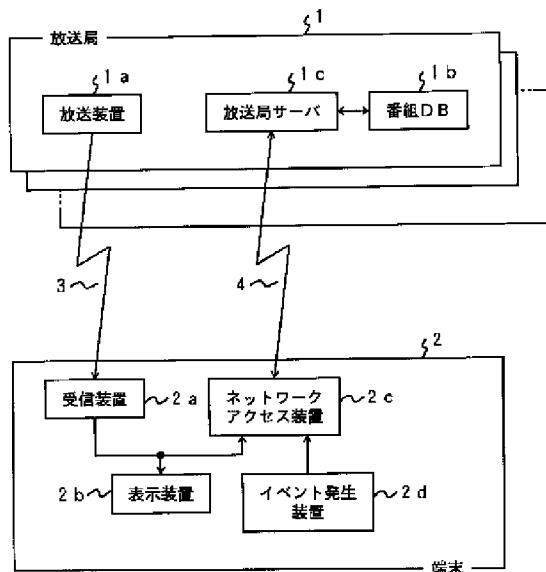 放送局
1
1a
1c
1b
放送装置
放送局サーバ
番組DB
3
4
2
受信装置
2a
ネットワーク
アクセス装置
2c
2b
表示装置
イベント発生
装置
2d
端末